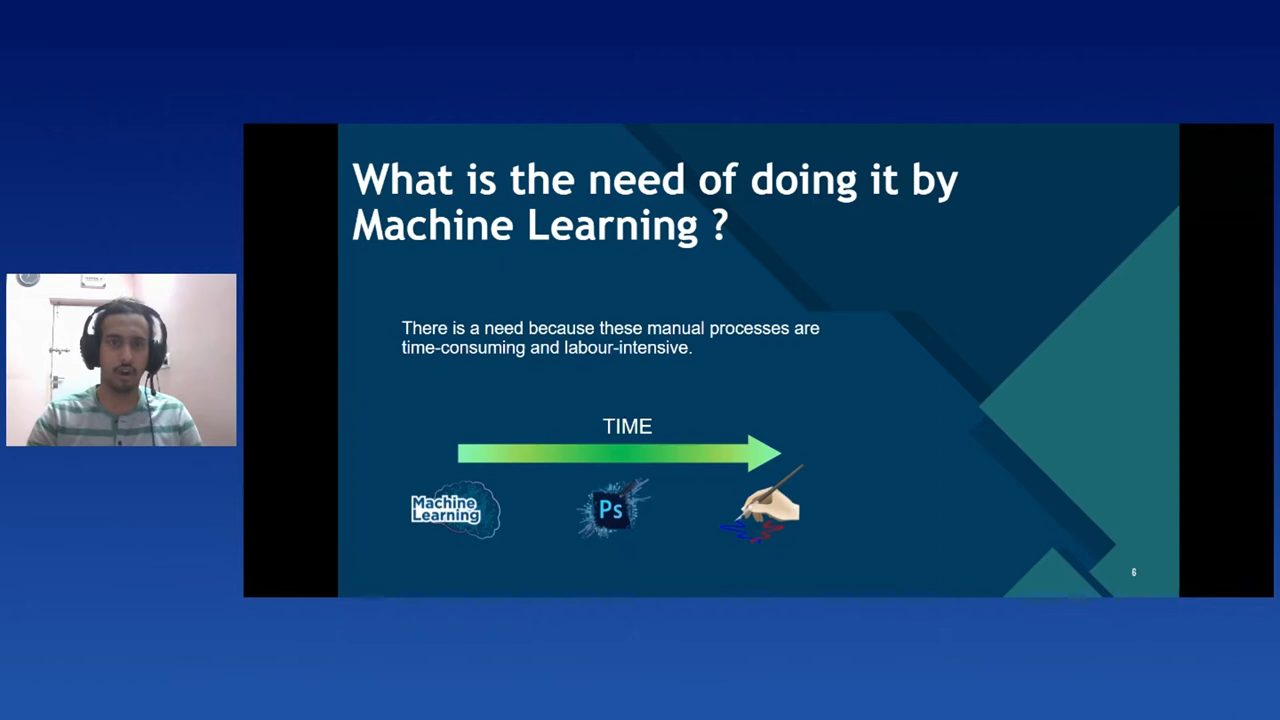 What is the need of doing it by
Machine Learning ?
There is a need because these manual processes are
time-consuming and labour-intensive.
TIME
Machine
Learning
Ps
6